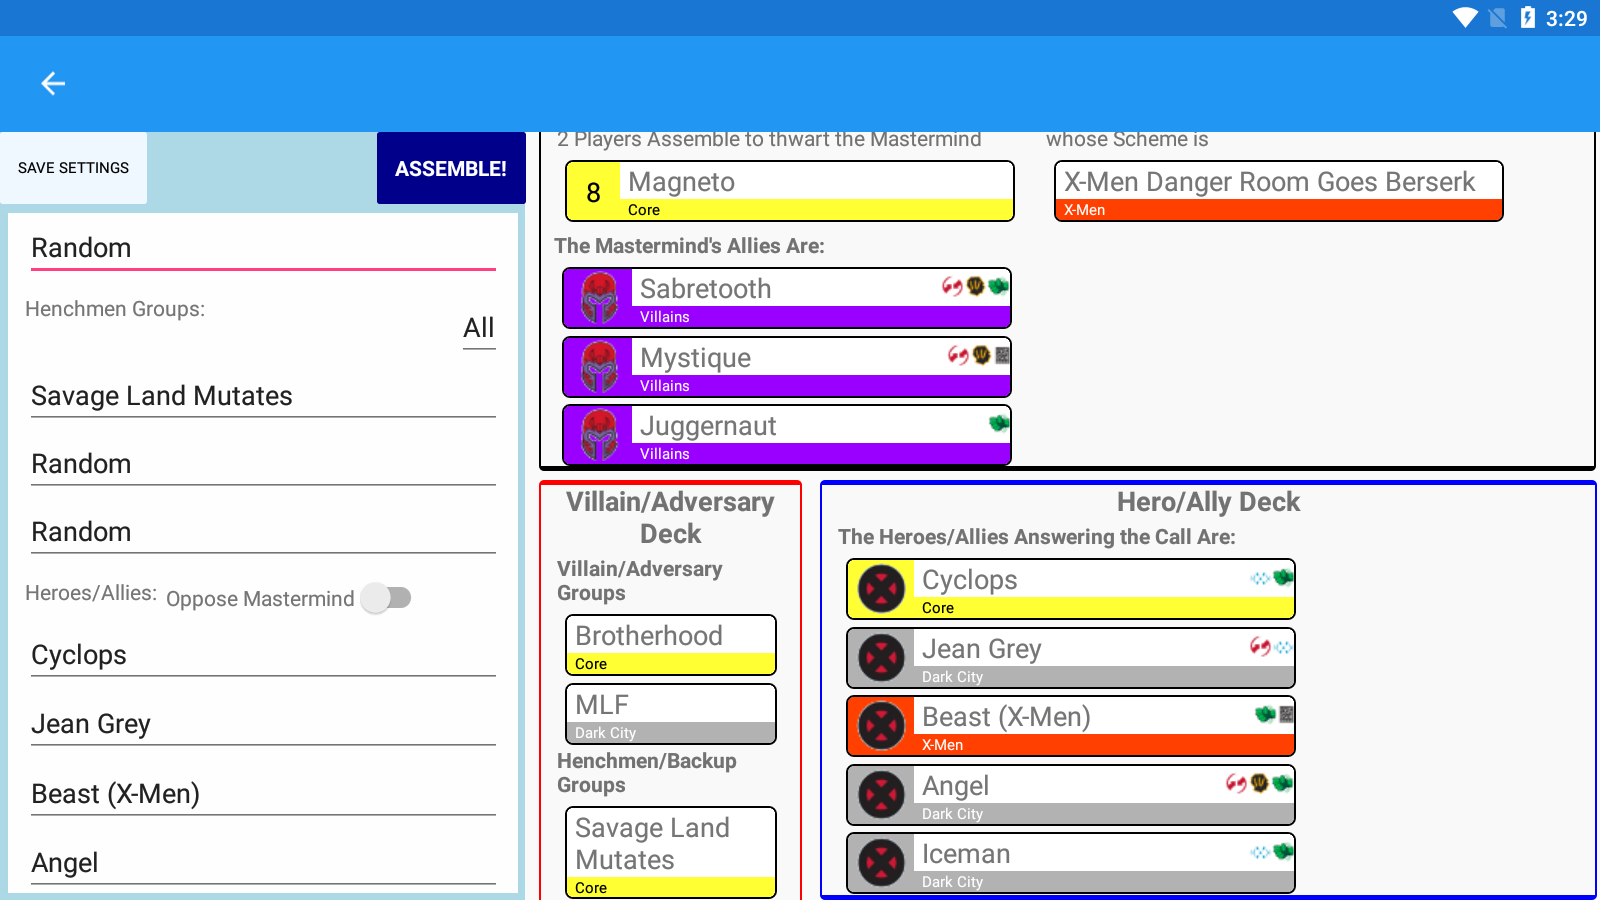 3:29
SAVE SETTINGS
ASSEMBLE!
Random
Henchmen Groups:
All
Savage Land Mutates
Random
Random
Heroes/Allies: Oppose Mastermind
Cyclops
Jean Grey
Beast (X-Men)
Angel
2 Players Assemble to thwart the Mastermind
whose Scheme is
8
Magneto
Core
X-Men Danger Room Goes Berserk
X-Men
The Mastermind's Allies Are:
Sabretooth
Villains
Mystique
Villains
Juggernaut
Villains
Villain/Adversary
Deck
Villain/Adversary
Groups
Brotherhood
Core
MLF
Dark City
Henchmen/Backup
Groups
Savage Land
Mutates
Core
Hero/Ally Deck
The Heroes/Allies Answering the Call Are:
Cyclops
Core
Jean Grey
Dark City
Beast (X-Men)
X-Men
Angel
Dark City
Iceman
Dark City